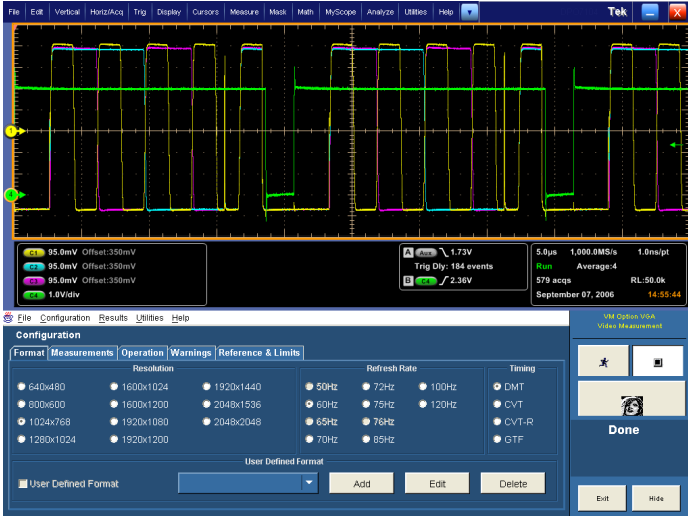 File Edit Vertical Horiz/Acq Trig Display Cursors Measure Mask Math MyScope Analyze Utilities Help Tek X
1
4
C1 95.0mV Offset:350mV
C2 95.0mV Offset:350mV
C3 95.0mV Offset:350mV
C4 1.0V/div
A Aux 1.73V
Trig Dly: 184 events
B C4 2.36V
5.0µs 1,000.0MS/s 1.0ns/pt
Run Average:4
579 acqs RL:50.0k
September 07, 2006 14:55:44
File Configuration Results Utilities Help
Configuration
Format Measurements Operation Warnings Reference & Limits
Resolution Refresh Rate Timing
640x480 1600x1024 1920x1440 50Hz 72Hz 100Hz DMT
800x600 1600x1200 2048x1536 60Hz 75Hz 120Hz CVT
1024x768 1920x1080 2048x2048 65Hz 76Hz CVT-R
1280x1024 1920x1200 70Hz 85Hz GTF
User Defined Format
User Defined Format Add Edit Delete
VM Option VGA
Video Measurement
Done
Exit Hide